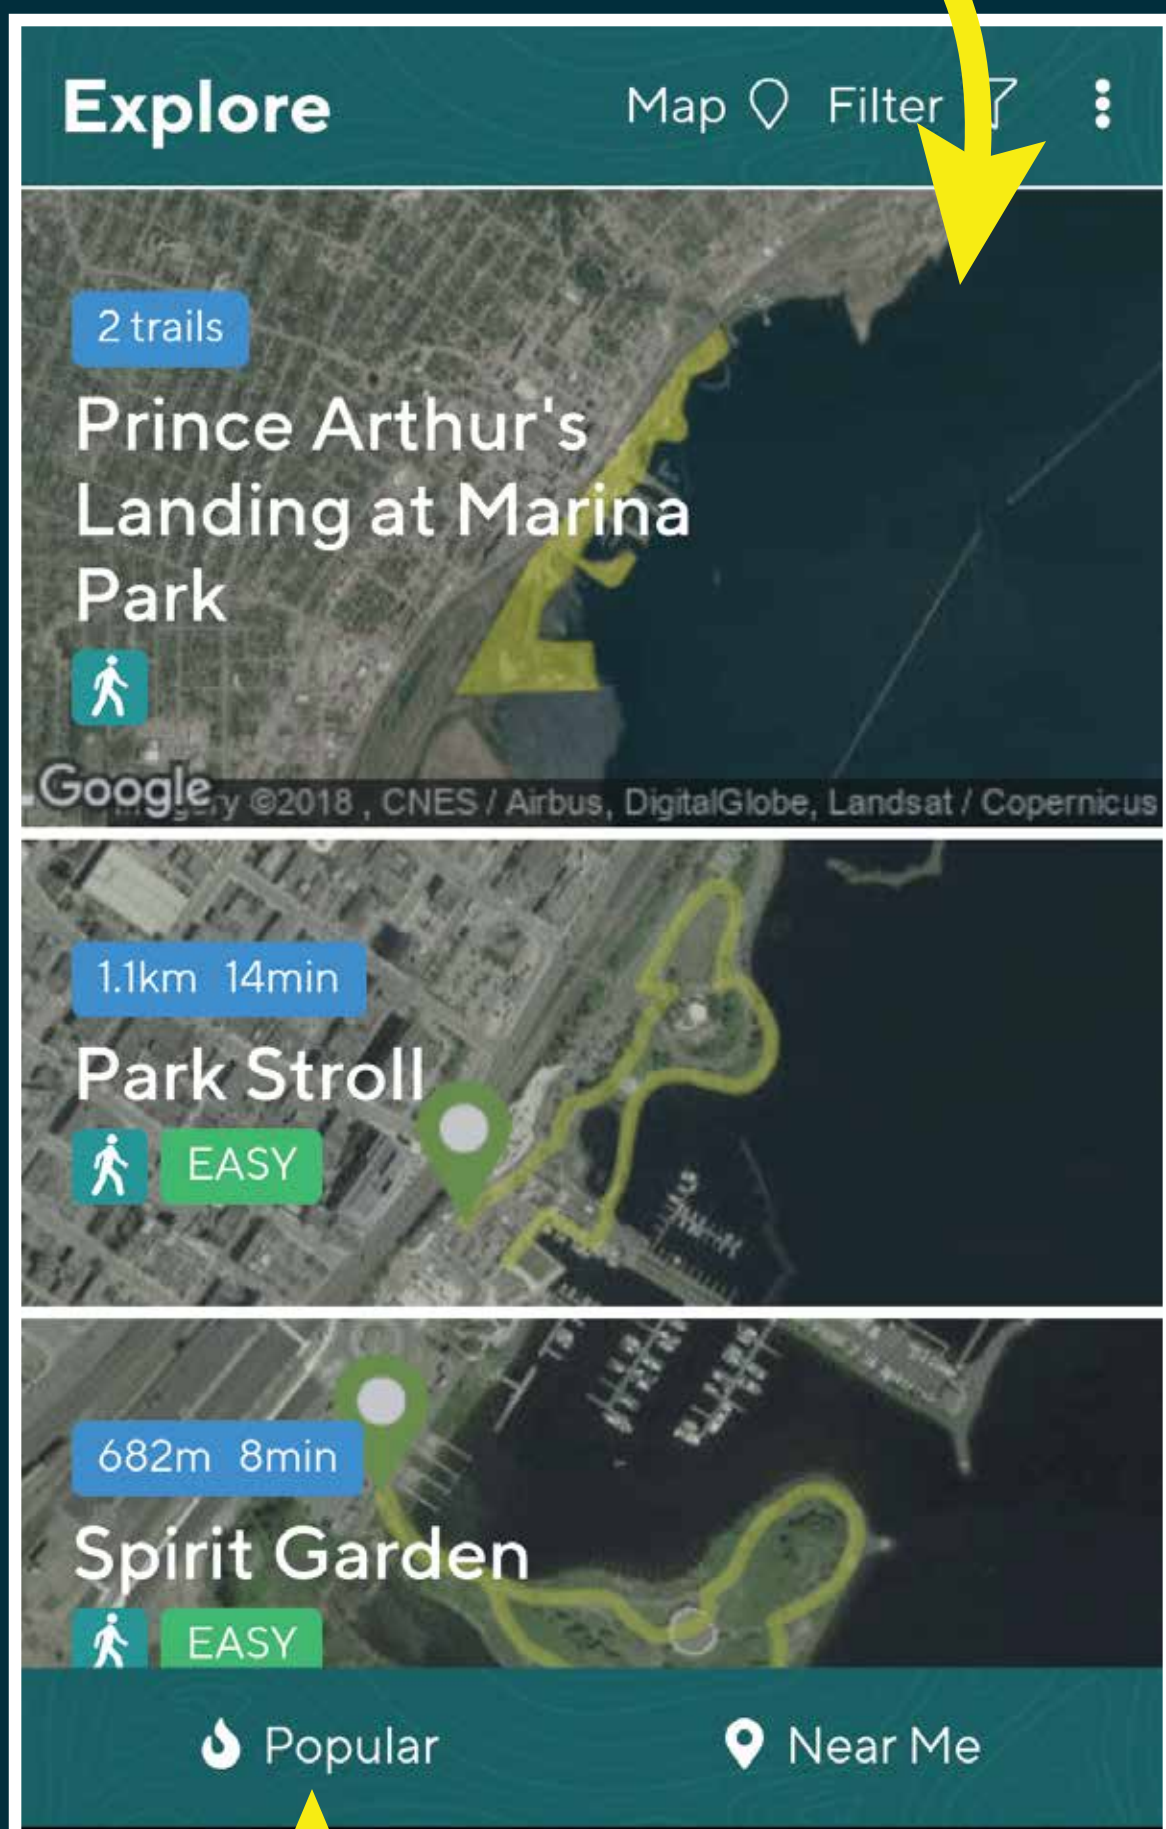 Explore Map Filter
2 trails
Prince Arthur's
Landing at Marina
Park
Google
©2018 , CNES / Airbus, DigitalGlobe, Landsat / Copernicus
1.1km 14min
Park Stroll
EASY
682m 8min
Spirit Garden
EASY
Popular Near Me